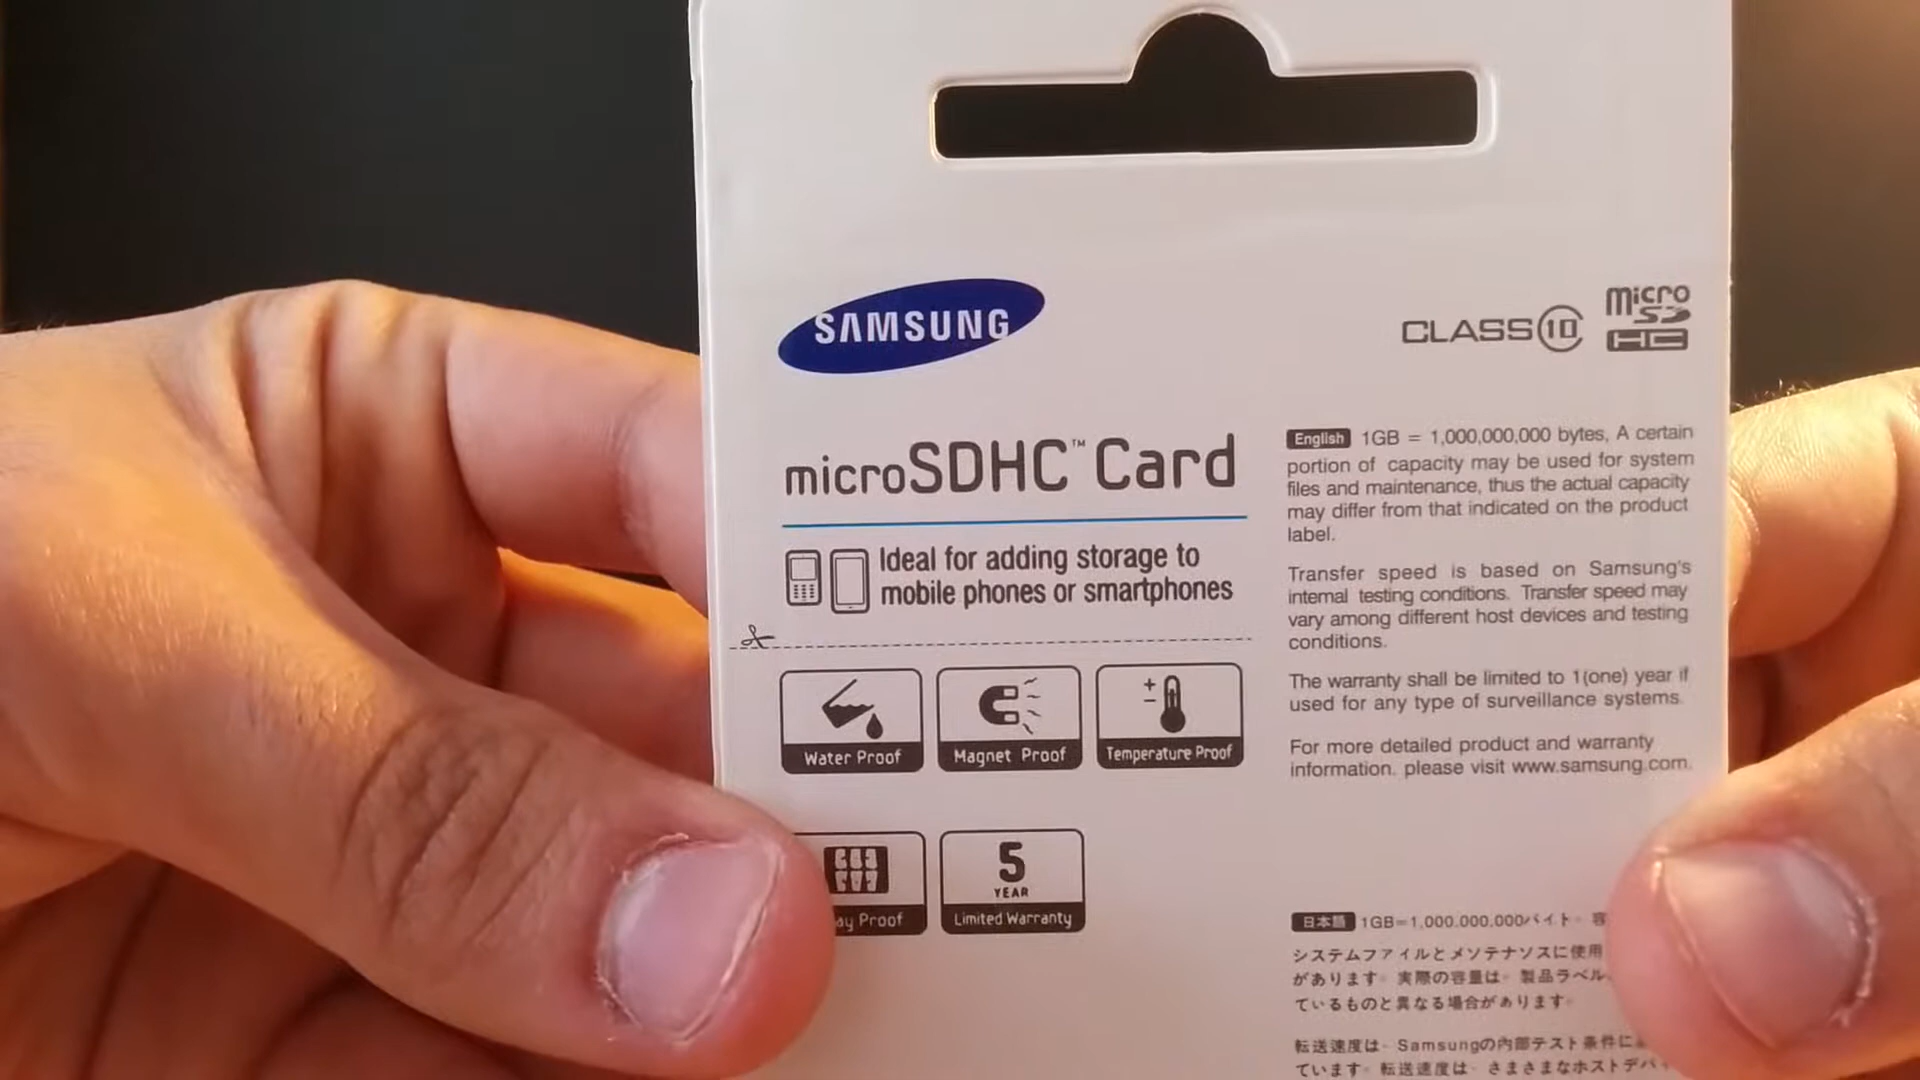 SAMSUNG
CLASS 10
micro
SD
HC
microSDHC™ Card
Ideal for adding storage to
mobile phones or smartphones
Water Proof
Magnet Proof
Temperature Proof
Proof
5
YEAR
Limited Warranty
English 1GB = 1,000,000,000 bytes, A certain
portion of capacity may be used for system
files and maintenance, thus the actual capacity
may differ from that indicated on the product
label.
Transfer speed is based on Samsung's
internal testing conditions. Transfer speed may
vary among different host devices and testing
conditions.
The warranty shall be limited to 1(one) year if
used for any type of surveillance systems.
For more detailed product and warranty
information. please visit www.samsung.com.
日本語 1GB=1,000,000,000バイト。容
システムファイルとメンテナンスに使用
があります。実際の容量は、製品ラベル
ているものと異なる場合があります。
転送速度は、Samsungの内部テスト条件に
ています。転送速度は、さまざまなホストデバ